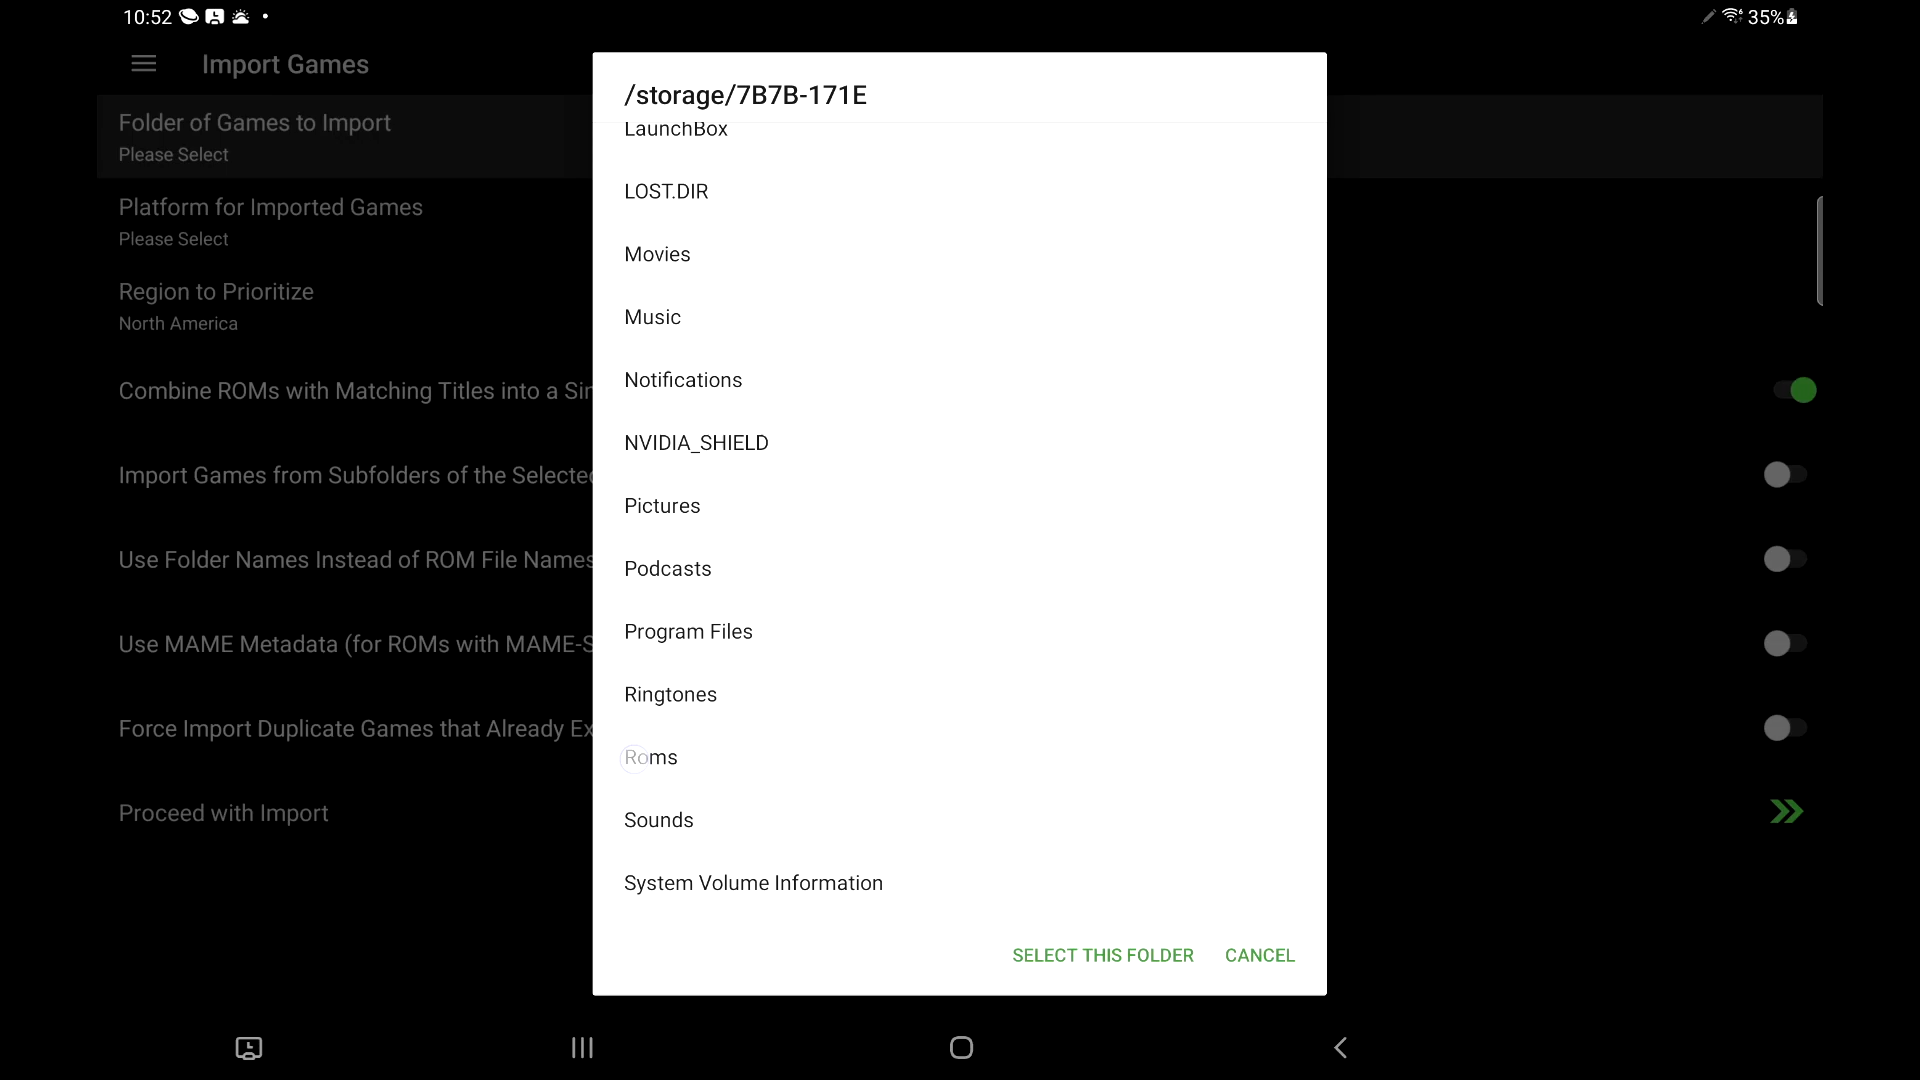 10:52
35%
Import Games
Folder of Games to Import
Please Select
Platform for Imported Games
Please Select
Region to Prioritize
North America
Combine ROMs with Matching Titles into a Sin
Import Games from Subfolders of the Selected
Use Folder Names Instead of ROM File Names
Use MAME Metadata (for ROMs with MAME-S
Force Import Duplicate Games that Already Ex
Proceed with Import
/storage/7B7B-171E
LaunchBox
LOST.DIR
Movies
Music
Notifications
NVIDIA_SHIELD
Pictures
Podcasts
Program Files
Ringtones
Roms
Sounds
System Volume Information
SELECT THIS FOLDER CANCEL